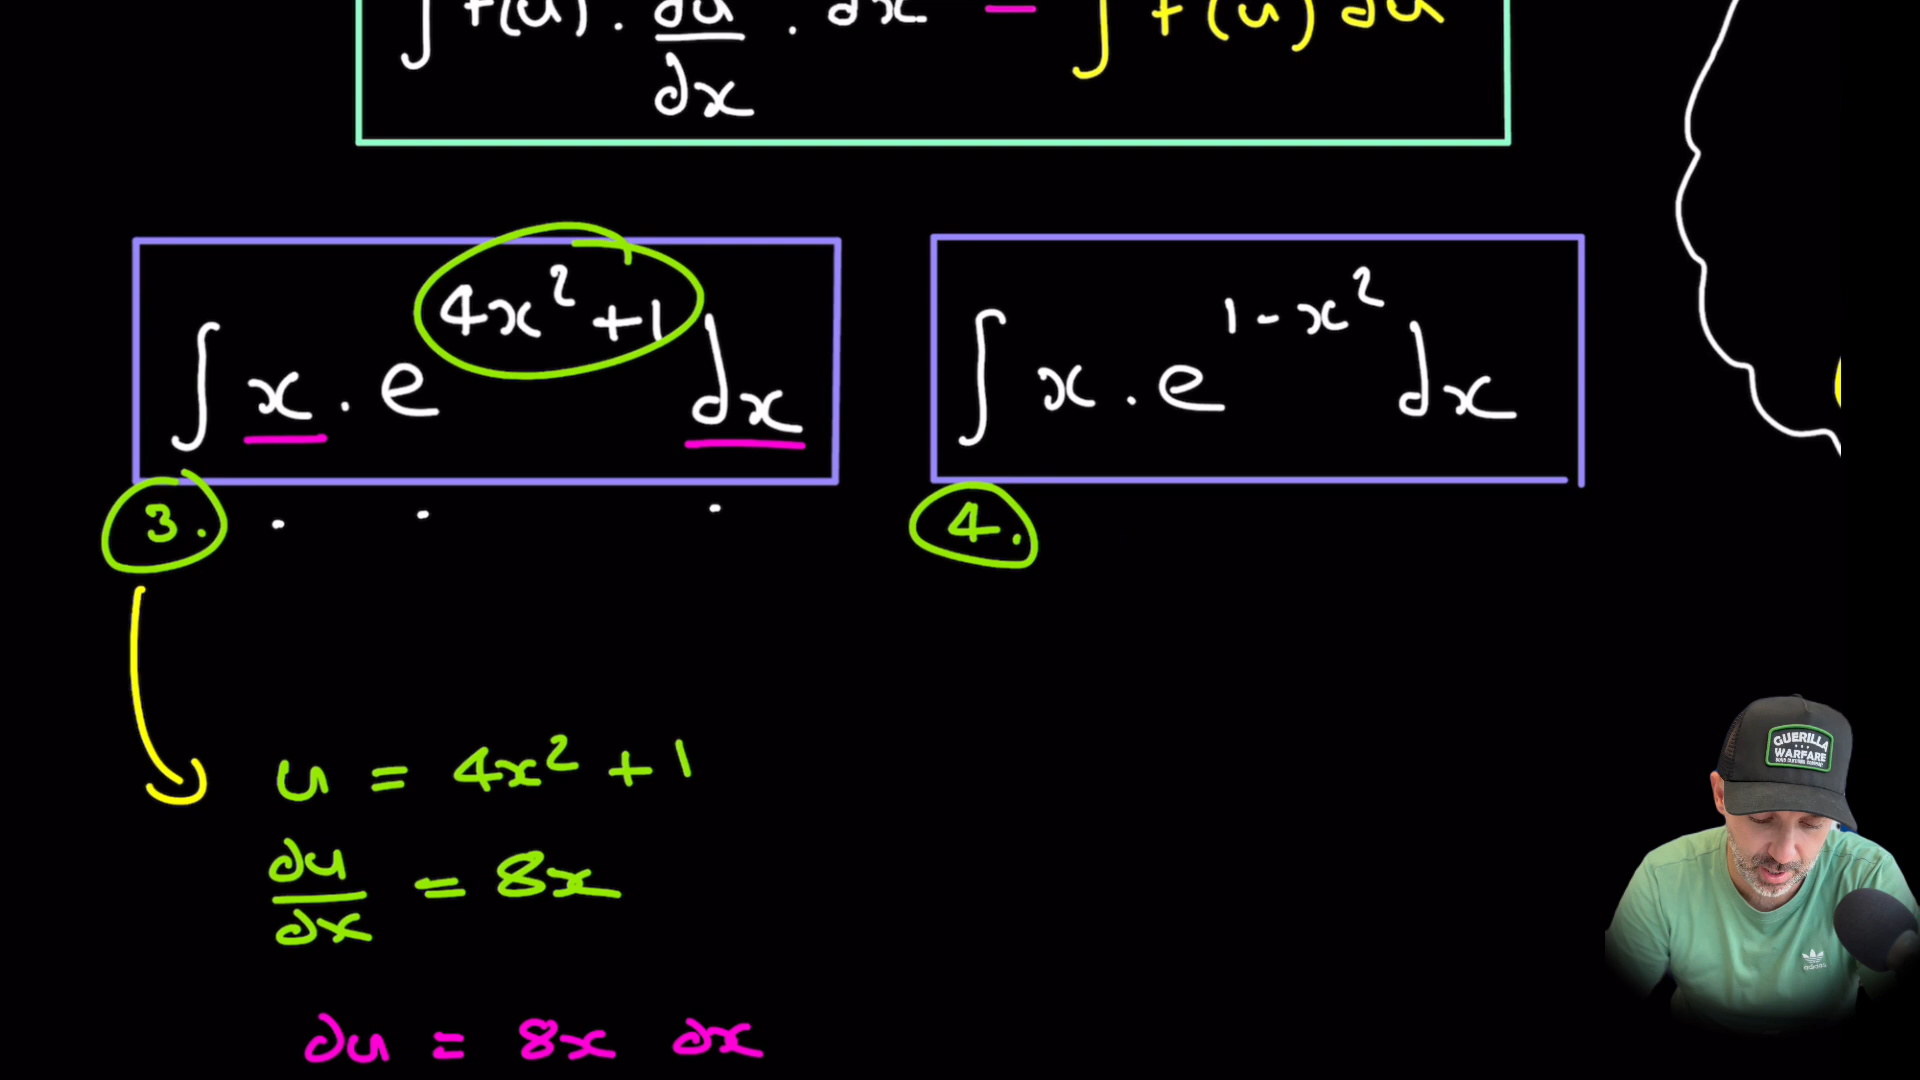 ∫ f(u) · du/dx · dx = ∫ f(u) du
∫ x . e^(4x² + 1) dx
∫ x . e^(1 - x²) dx
3.
4.
u = 4x² + 1
du/dx = 8x
du = 8x dx
GUERILLA
WARFARE
adidas